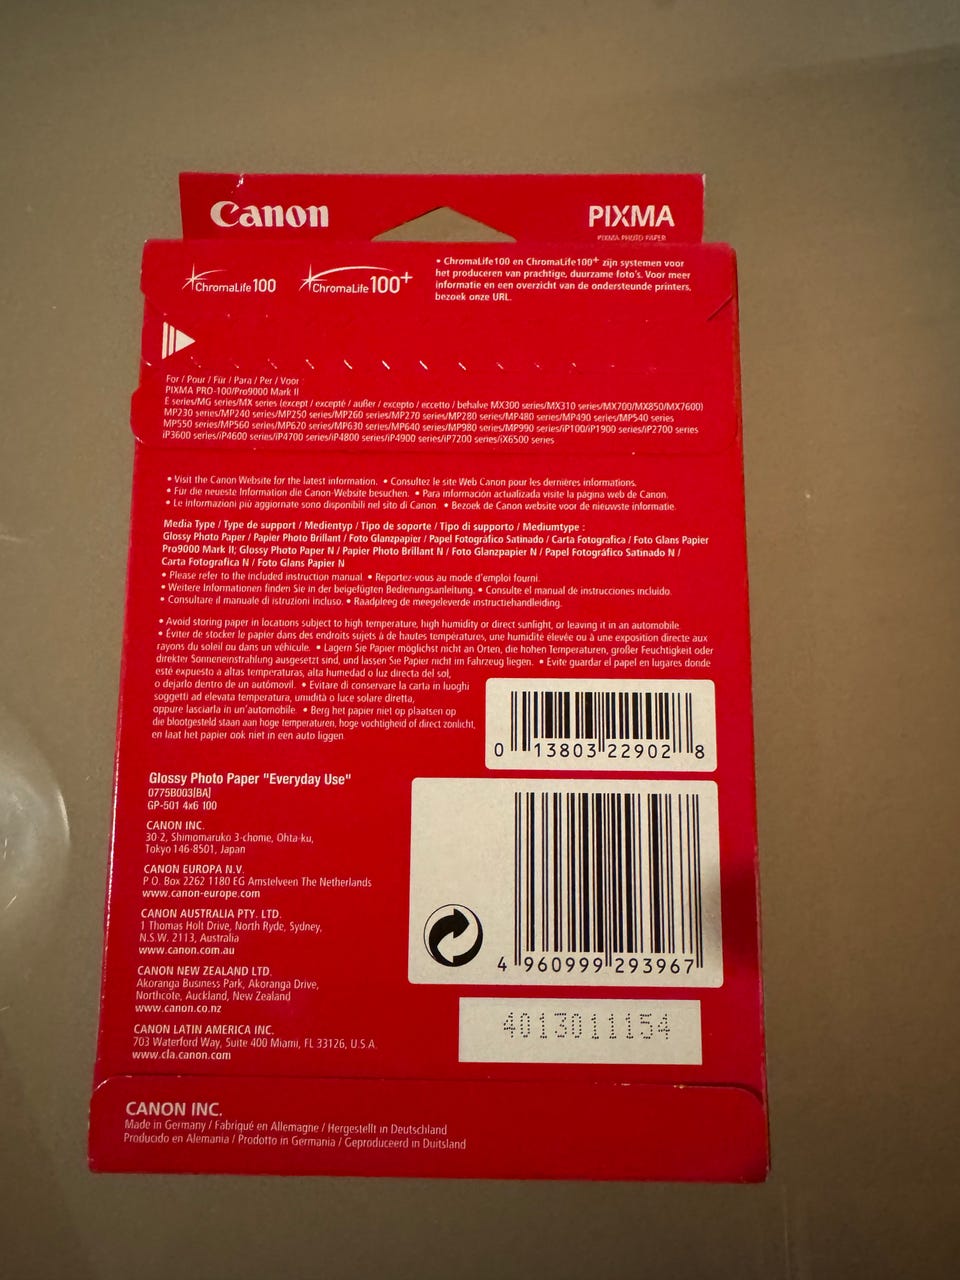 Canon
PIXMA
PIXMA PHOTO PAPER
ChromaLife100
ChromaLife100+
• ChromaLife100 en ChromaLife100+ zijn systemen voor
het produceren van prachtige, duurzame foto's. Voor meer
informatie en een overzicht van de ondersteunde printers,
bezoek onze URL.
For / Pour / Für / Para / Per / Voor :
PIXMA PRO-100/Pro9000 Mark II
E series/MG series/MX series (except / excepté / außer / excepto / eccetto / behalve MX300 series/MX310 series/MX700/MX850/MX7600)
MP230 series/MP240 series/MP250 series/MP260 series/MP270 series/MP280 series/MP480 series/MP490 series/MP540 series
MP550 series/MP560 series/MP620 series/MP630 series/MP640 series/MP980 series/MP990 series/iP100/iP1900 series/iP2700 series
iP3600 series/iP4600 series/iP4700 series/iP4800 series/iP4900 series/iP7200 series/iX6500 series
• Visit the Canon Website for the latest information. • Consultez le site Web Canon pour les dernières informations.
• Für die neueste Information die Canon-Website besuchen. • Para información actualizada visite la página web de Canon.
• Le informazioni più aggiornate sono disponibili nel sito di Canon. • Bezoek de Canon website voor de nieuwste informatie.
Media Type / Type de support / Medientyp / Tipo de soporte / Tipo di supporto / Mediumtype :
Glossy Photo Paper / Papier Photo Brillant / Foto Glanzpapier / Papel Fotográfico Satinado / Carta Fotografica / Foto Glans Papier
Pro9000 Mark II; Glossy Photo Paper N / Papier Photo Brillant N / Foto Glanzpapier N / Papel Fotográfico Satinado N /
Carta Fotografica N / Foto Glans Papier N
• Please refer to the included instruction manual. • Reportez-vous au mode d'emploi fourni.
• Weitere Informationen finden Sie in der beigefügten Bedienungsanleitung. • Consulte el manual de instrucciones incluido.
• Consultare il manuale di istruzioni incluso. • Raadpleeg de meegeleverde instructiehandleiding.
• Avoid storing paper in locations subject to high temperature, high humidity or direct sunlight, or leaving it in an automobile.
• Éviter de stocker le papier dans des endroits sujets à de hautes températures, une humidité élevée ou à une exposition directe aux
rayons du soleil ou dans un véhicule. • Lagern Sie Papier möglichst nicht an Orten, die hohen Temperaturen, großer Feuchtigkeit oder
direkter Sonneneinstrahlung ausgesetzt sind, und lassen Sie Papier nicht im Fahrzeug liegen. • Evite guardar el papel en lugares donde
esté expuesto a altas temperaturas, alta humedad o luz directa del sol,
o dejarlo dentro de un automóvil. • Evitare di conservare la carta in luoghi
soggetti ad elevata temperatura, umidità o luce solare diretta,
oppure lasciarla in un'automobile. • Berg het papier niet op plaatsen op
die blootgesteld staan aan hoge temperaturen, hoge vochtigheid of direct zonlicht,
en laat het papier ook niet in een auto liggen.
0 13803 22902 8
Glossy Photo Paper "Everyday Use"
0775B003[BA]
GP-501 4x6 100
CANON INC.
30-2, Shimomaruko 3-chome, Ohta-ku,
Tokyo 146-8501, Japan
CANON EUROPA N.V.
P.O. Box 2262 1180 EG Amstelveen The Netherlands
www.canon-europe.com
CANON AUSTRALIA PTY. LTD.
1 Thomas Holt Drive, North Ryde, Sydney,
N.S.W. 2113, Australia
www.canon.com.au
CANON NEW ZEALAND LTD.
Akoranga Business Park, Akoranga Drive,
Northcote, Auckland, New Zealand
www.canon.co.nz
CANON LATIN AMERICA INC.
703 Waterford Way, Suite 400 Miami, FL 33126, U.S.A.
www.cla.canon.com
4 960999 293967
4013011154
CANON INC.
Made in Germany / Fabriqué en Allemagne / Hergestellt in Deutschland
Producido en Alemania / Prodotto in Germania / Geproduceerd in Duitsland